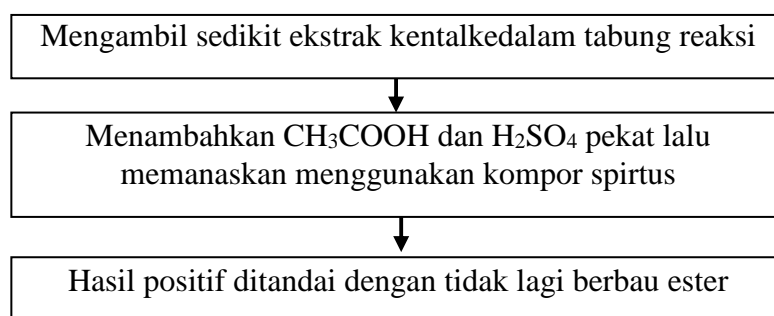 Mengambil sedikit ekstrak kentalkedalam tabung reaksi
Menambahkan CH₃COOH dan H₂SO₄ pekat lalu
memanaskan menggunakan kompor spirtus
Hasil positif ditandai dengan tidak lagi berbau ester